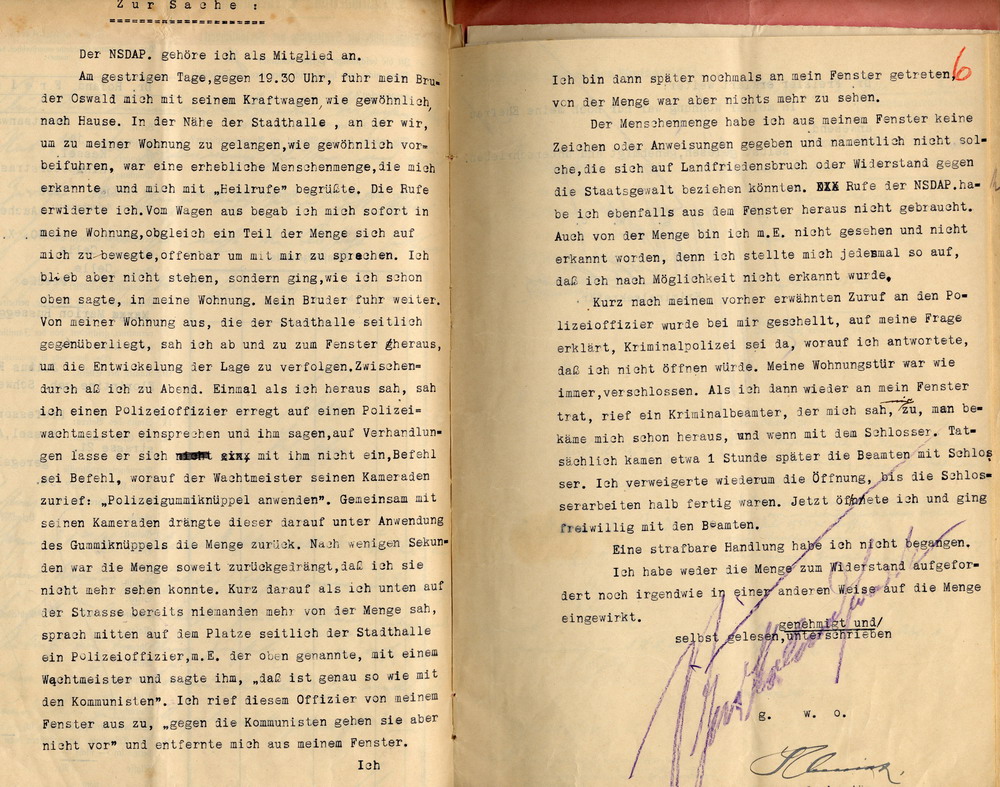 Zur Sache :
Der NSDAP. gehöre ich als Mitglied an.
Am gestrigen Tage,gegen 19.30 Uhr, fuhr mein Bru=
der Oswald mich mit seinem Kraftwagen,wie gewöhnlich,
nach Hause. In der Nähe der Stadthalle , an der wir,
um zu meiner Wohnung zu gelangen,wie gewöhnlich vor-
beifuhren, war eine erhebliche Menschenmenge,die mich
erkannte und mich mit „Heilrufe" begrüßte. Die Rufe
erwiderte ich.Vom Wagen aus begab ich mich sofort in
meine Wohnung,obgleich ein Teil der Menge sich auf
mich zu bewegte,offenbar um mit mir zu sprechen. Ich
blieb aber nicht stehen, sondern ging,wie ich schon
oben sagte, in meine Wohnung. Mein Bruder fuhr weiter.
Von meiner Wohnung aus, die der Stadthalle seitlich
gegenüberliegt, sah ich ab und zu zum Fenster heraus,
um die Entwickelung der Lage zu verfolgen.Zwischen=
durch aß ich zu Abend. Einmal als ich heraus sah, sah
ich einen Polizeioffizier erregt auf einen Polizei=
wachtmeister einsprechen und ihm sagen,auf Verhandlun=
gen lasse er sich nicht ein, mit ihm nicht ein,Befehl
sei Befehl, worauf der Wachtmeister seinen Kameraden
zurief: „Polizeigummiknüppel anwenden". Gemeinsam mit
seinen Kameraden drängte dieser darauf unter Anwendung
des Gummiknüppels die Menge zurück. Nach wenigen Sekun=
den war die Menge soweit zurückgedrängt,daß ich sie
nicht mehr sehen konnte. Kurz darauf als ich unten auf
der Strasse bereits niemanden mehr von der Menge sah,
sprach mitten auf dem Platze seitlich der Stadthalle
ein Polizeioffizier,m.E. der oben genannte, mit einem
Wachtmeister und sagte ihm, „daß ist genau so wie mit
den Kommunisten". Ich rief diesem Offizier von meinem
Fenster aus zu, „gegen die Kommunisten gehen sie aber
nicht vor" und entfernte mich aus meinem Fenster.
Ich
6
Ich bin dann später nochmals an mein Fenster getreten,
von der Menge war aber nichts mehr zu sehen.
Der Menschenmenge habe ich aus meinem Fenster keine
Zeichen oder Anweisungen gegeben und namentlich nicht sol=
che,die sich auf Landfriedensbruch oder Widerstand gegen
die Staatsgewalt beziehen könnten. Rufe der NSDAP.ha=
be ich ebenfalls aus dem Fenster heraus nicht gebraucht.
Auch von der Menge bin ich m.E. nicht gesehen und nicht
erkannt worden, denn ich stellte mich jedesmal so auf,
daß ich nach Möglichkeit nicht erkannt wurde.
Kurz nach meinem vorher erwähnten Zuruf an den Po=
lizeioffizier wurde bei mir geschellt, auf meine Frage
erklärt, Kriminalpolizei sei da, worauf ich antwortete,
daß ich nicht öffnen würde. Meine Wohnungstür war wie
immer,verschlossen. Als ich dann wieder an mein Fenster
trat, rief ein Kriminalbeamter, der mich sah, zu, man be=
käme mich schon heraus, und wenn mit dem Schlosser. Tat=
sächlich kamen etwa 1 Stunde später die Beamten mit Schlos
ser. Ich verweigerte wiederum die Öffnung, bis die Schlos=
serarbeiten halb fertig waren. Jetzt öffnete ich und ging
freiwillig mit den Beamten.
Eine strafbare Handlung habe ich nicht begangen.
Ich habe weder die Menge zum Widerstand aufgefor=
dert noch irgendwie in einer anderen Weise auf die Menge
eingewirkt.
genehmigt und/
selbst gelesen,unterschrieben
g. w. o.